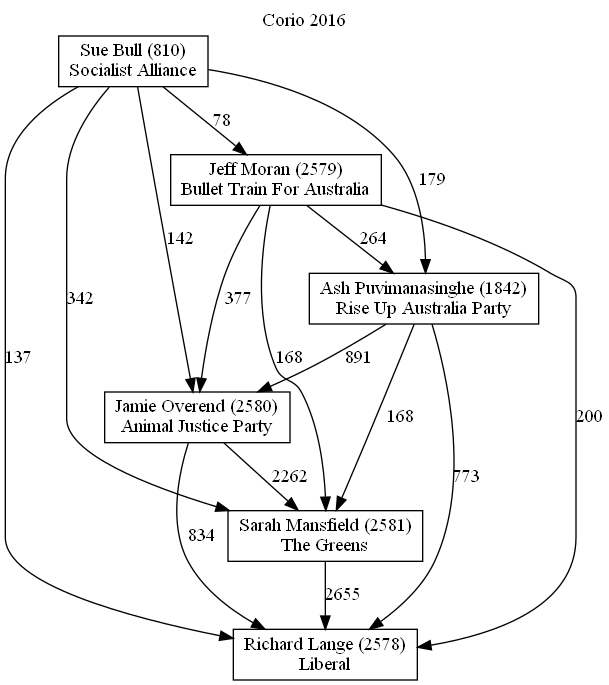 Corio 2016
Sue Bull (810)
Socialist Alliance
78
Jeff Moran (2579)
Bullet Train For Australia
179
142
264
Ash Puvimanasinghe (1842)
Rise Up Australia Party
342
377
137
168
891
200
Jamie Overend (2580)
Animal Justice Party
168
2262
773
Sarah Mansfield (2581)
The Greens
834
2655
Richard Lange (2578)
Liberal